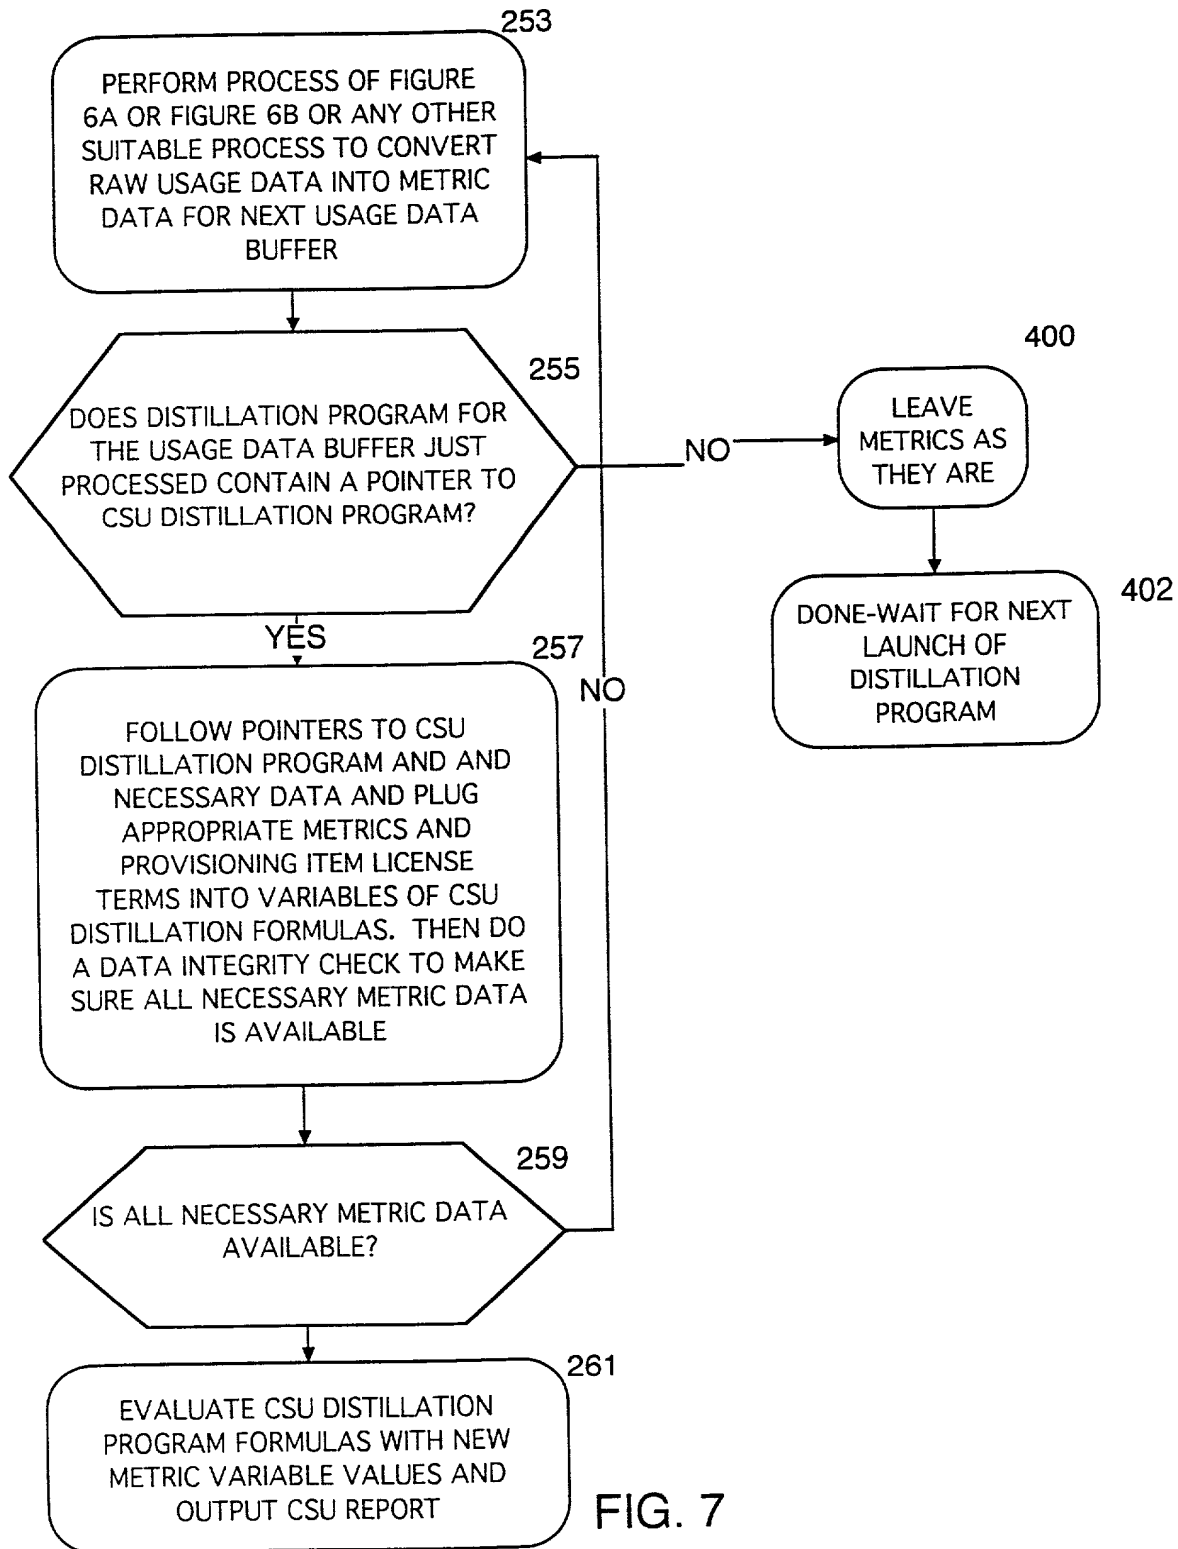 253
PERFORM PROCESS OF FIGURE
6A OR FIGURE 6B OR ANY OTHER
SUITABLE PROCESS TO CONVERT
RAW USAGE DATA INTO METRIC
DATA FOR NEXT USAGE DATA
BUFFER
255
DOES DISTILLATION PROGRAM FOR
THE USAGE DATA BUFFER JUST
PROCESSED CONTAIN A POINTER TO
CSU DISTILLATION PROGRAM?
NO
400
LEAVE
METRICS AS
THEY ARE
402
DONE-WAIT FOR NEXT
LAUNCH OF
DISTILLATION
PROGRAM
YES
257
NO
FOLLOW POINTERS TO CSU
DISTILLATION PROGRAM AND AND
NECESSARY DATA AND PLUG
APPROPRIATE METRICS AND
PROVISIONING ITEM LICENSE
TERMS INTO VARIABLES OF CSU
DISTILLATION FORMULAS. THEN DO
A DATA INTEGRITY CHECK TO MAKE
SURE ALL NECESSARY METRIC DATA
IS AVAILABLE
259
IS ALL NECESSARY METRIC DATA
AVAILABLE?
261
EVALUATE CSU DISTILLATION
PROGRAM FORMULAS WITH NEW
METRIC VARIABLE VALUES AND
OUTPUT CSU REPORT
FIG. 7